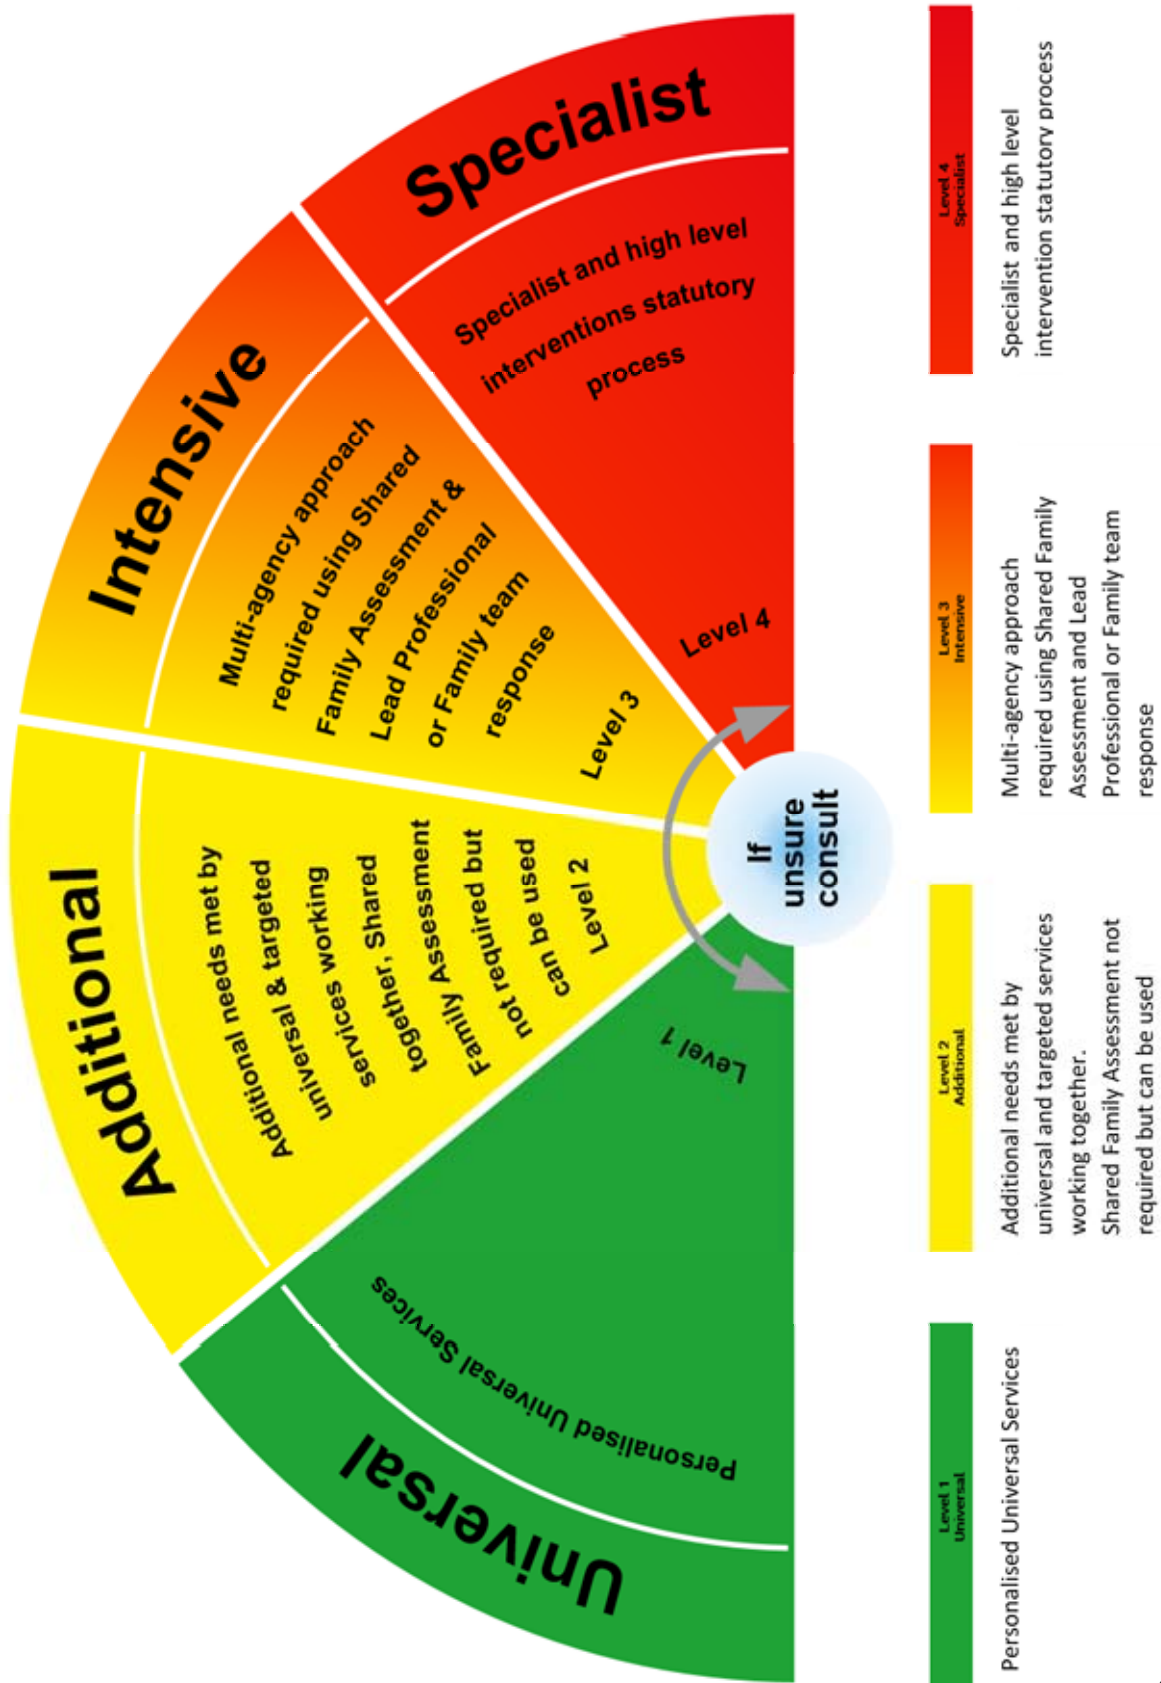 Universal
Personalised Universal Services
Level 1
Additional
Additional needs met by
universal & targeted
services working
together, Shared
Family Assessment
not required but
can be used
Level 2
Intensive
Multi-agency approach
required using Shared
Family Assessment &
Lead Professional
or Family team
response
Level 3
Specialist
Specialist and high level
interventions statutory
process
Level 4
If
unsure
consult
Level 1
Universal
Personalised Universal Services
Level 2
Additional
Additional needs met by
universal and targeted services
working together.
Shared Family Assessment not
required but can be used
Level 3
Intensive
Multi-agency approach
required using Shared Family
Assessment and Lead
Professional or Family team
response
Level 4
Specialist
Specialist and high level
intervention statutory process